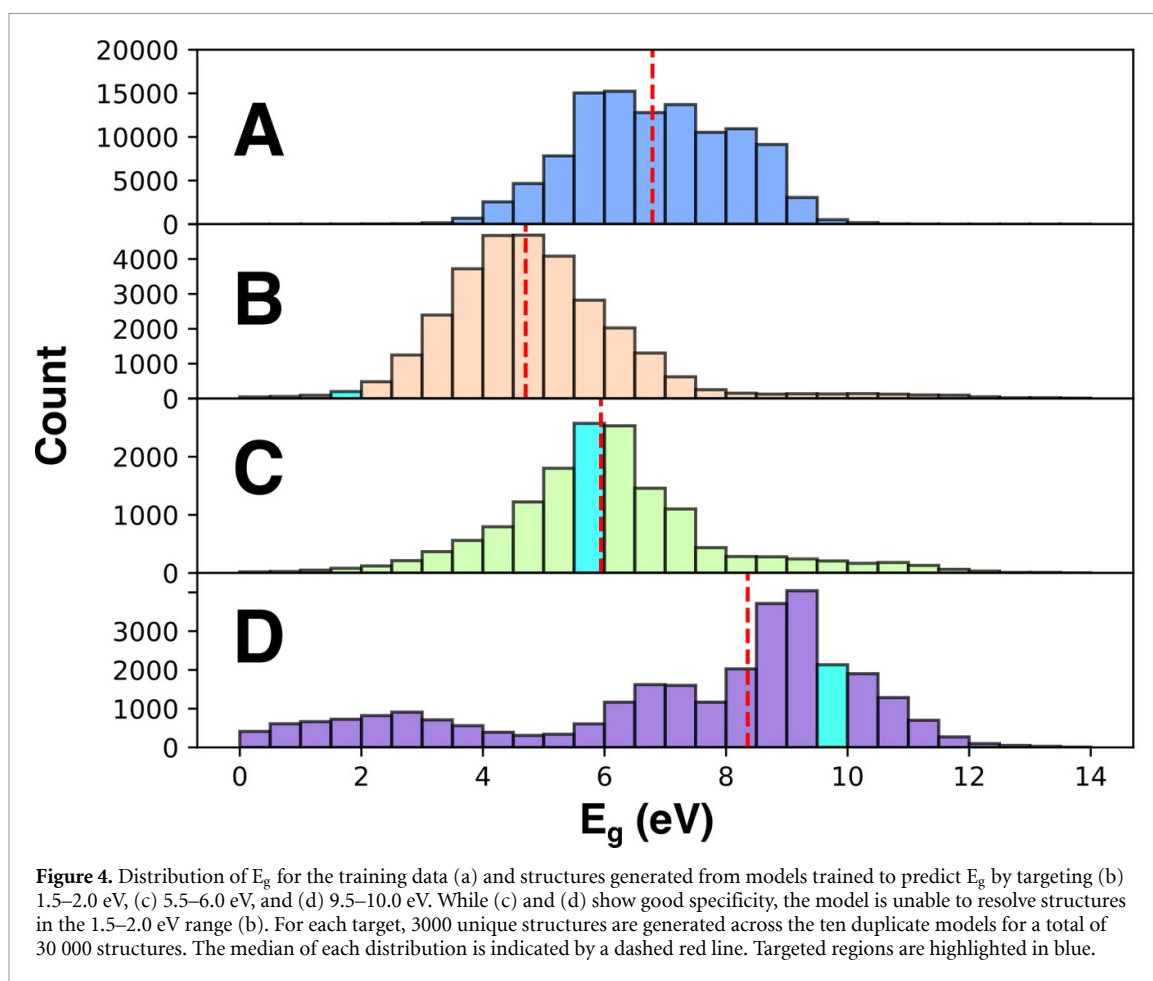 20000
15000
10000
5000
0
A
4000
3000
2000
1000
0
B
Count
2000
1000
0
C
3000
2000
1000
0
D
0 2 4 6 8 10 12 14
Eg (eV)
Figure 4. Distribution of Eg for the training data (a) and structures generated from models trained to predict Eg by targeting (b)
1.5–2.0 eV, (c) 5.5–6.0 eV, and (d) 9.5–10.0 eV. While (c) and (d) show good specificity, the model is unable to resolve structures
in the 1.5–2.0 eV range (b). For each target, 3000 unique structures are generated across the ten duplicate models for a total of
30 000 structures. The median of each distribution is indicated by a dashed red line. Targeted regions are highlighted in blue.